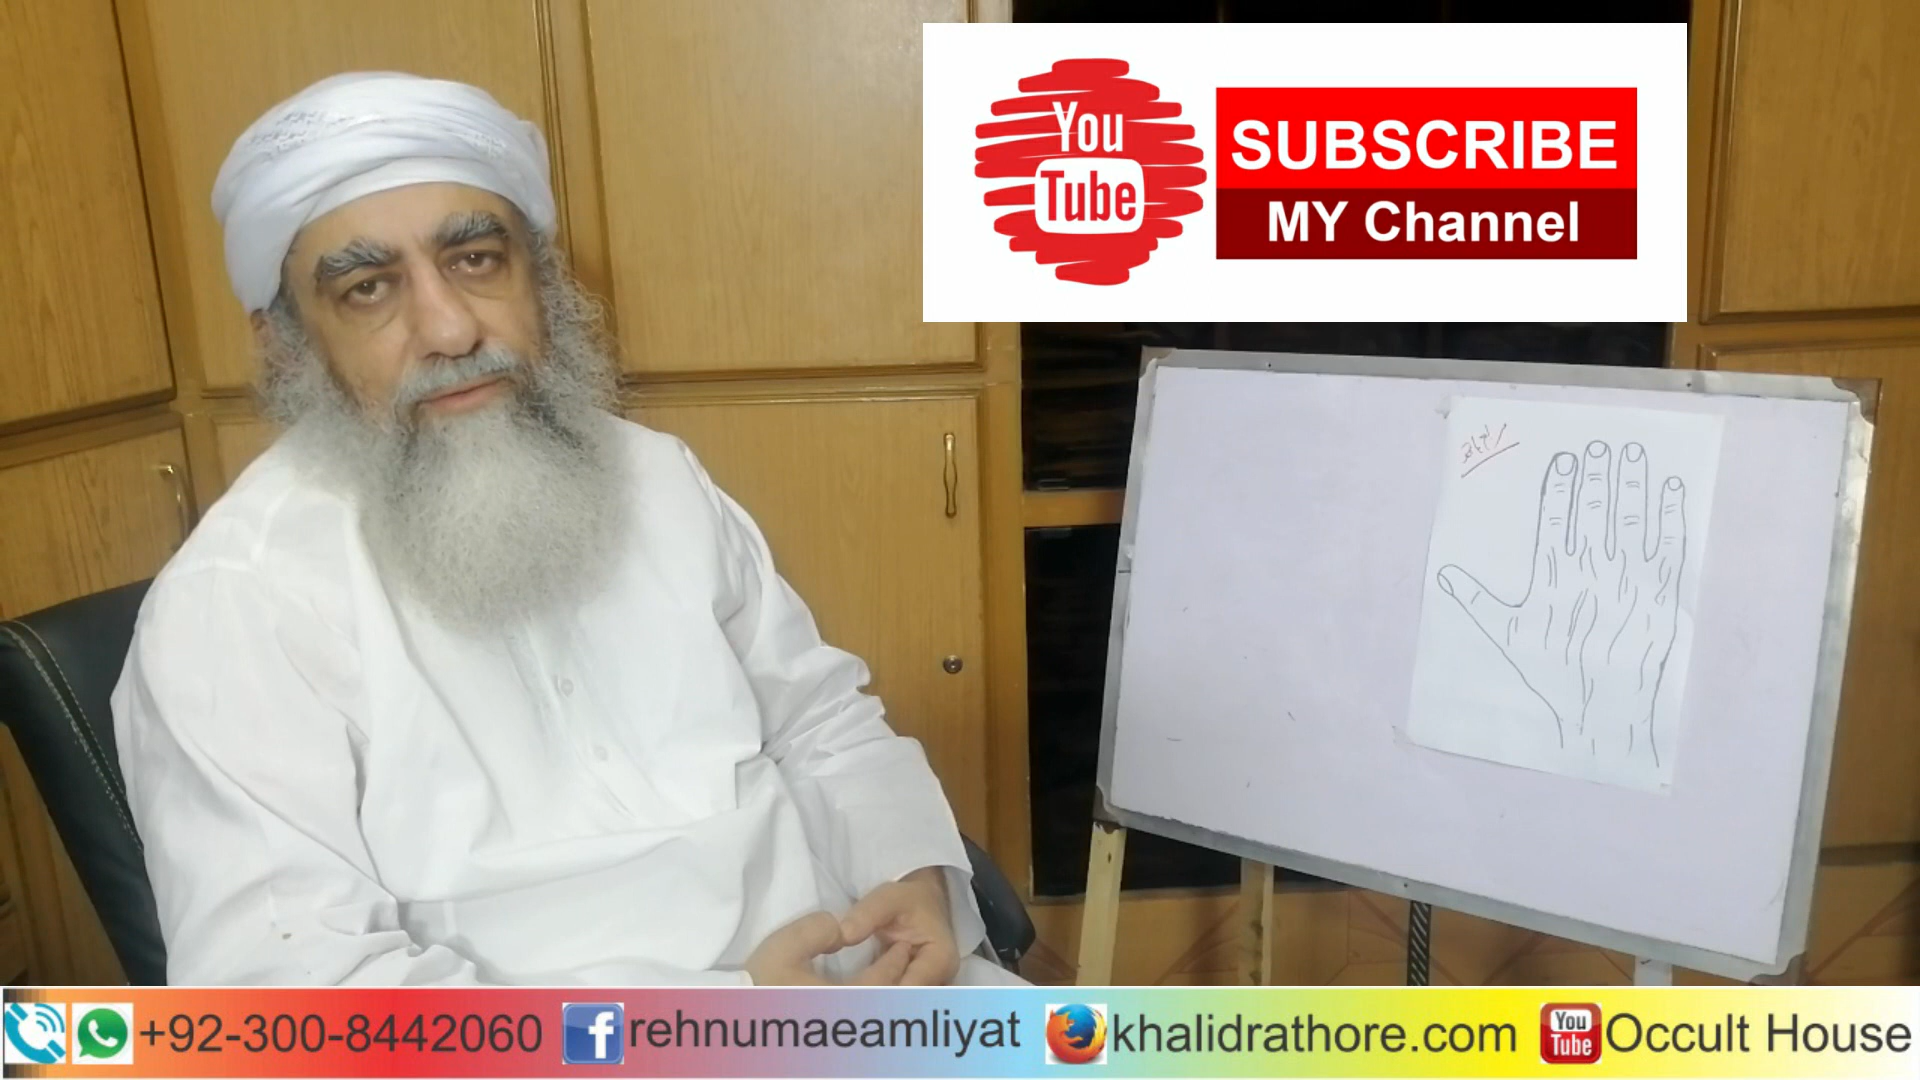 You
Tube
SUBSCRIBE
MY Channel
+92-300-8442060
rehnumaeamliyat
khalidrathore.com
You
Tube
Occult House